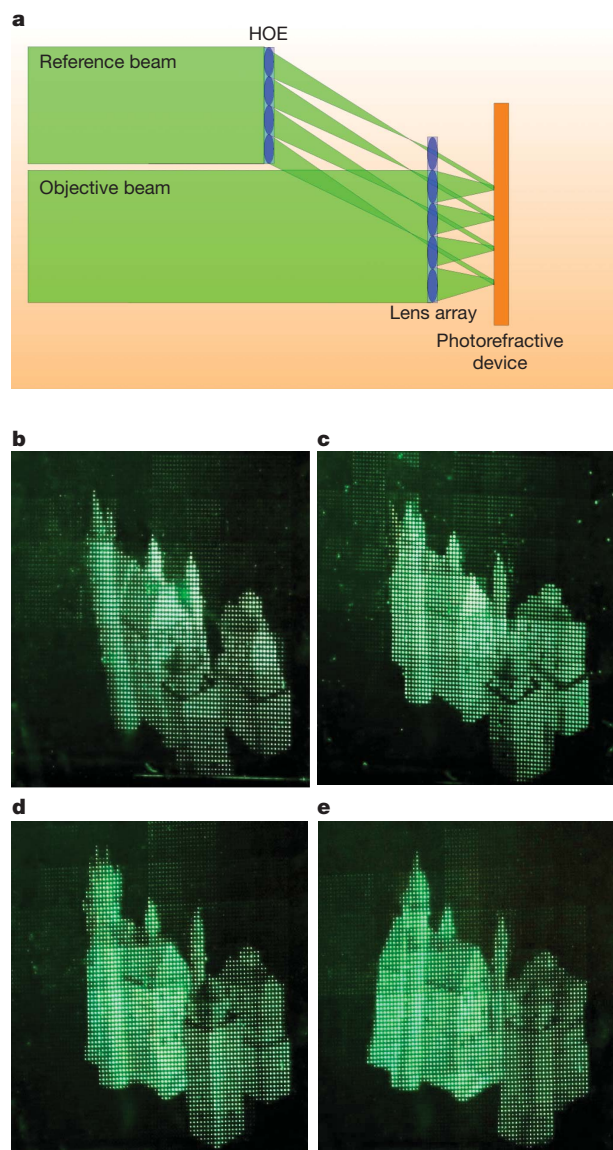 a
HOE
Reference beam
Objective beam
Lens array
Photorefractive
device
b
c
d
e